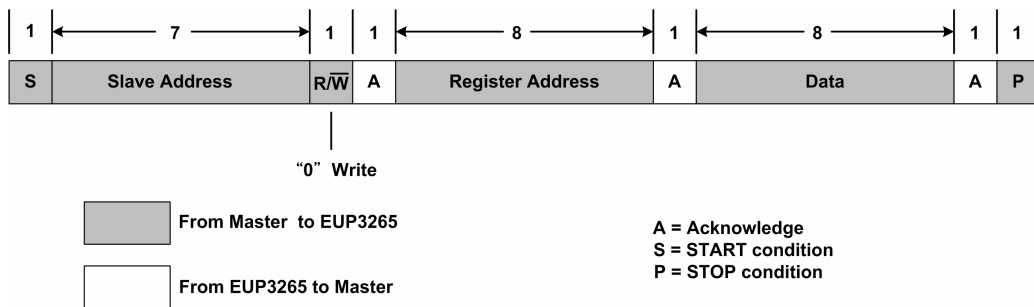 1 7 1 1 8 1 8 1 1
S Slave Address R/W̅ A Register Address A Data A P
“0” Write
From Master to EUP3265
From EUP3265 to Master
A = Acknowledge
S = START condition
P = STOP condition